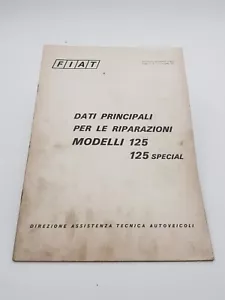 FIAT
DATI PRINCIPALI
PER LE RIPARAZIONI
MODELLI 125
125 SPECIAL
DIREZIONE ASSISTENZA TECNICA AUTOVEICOLI